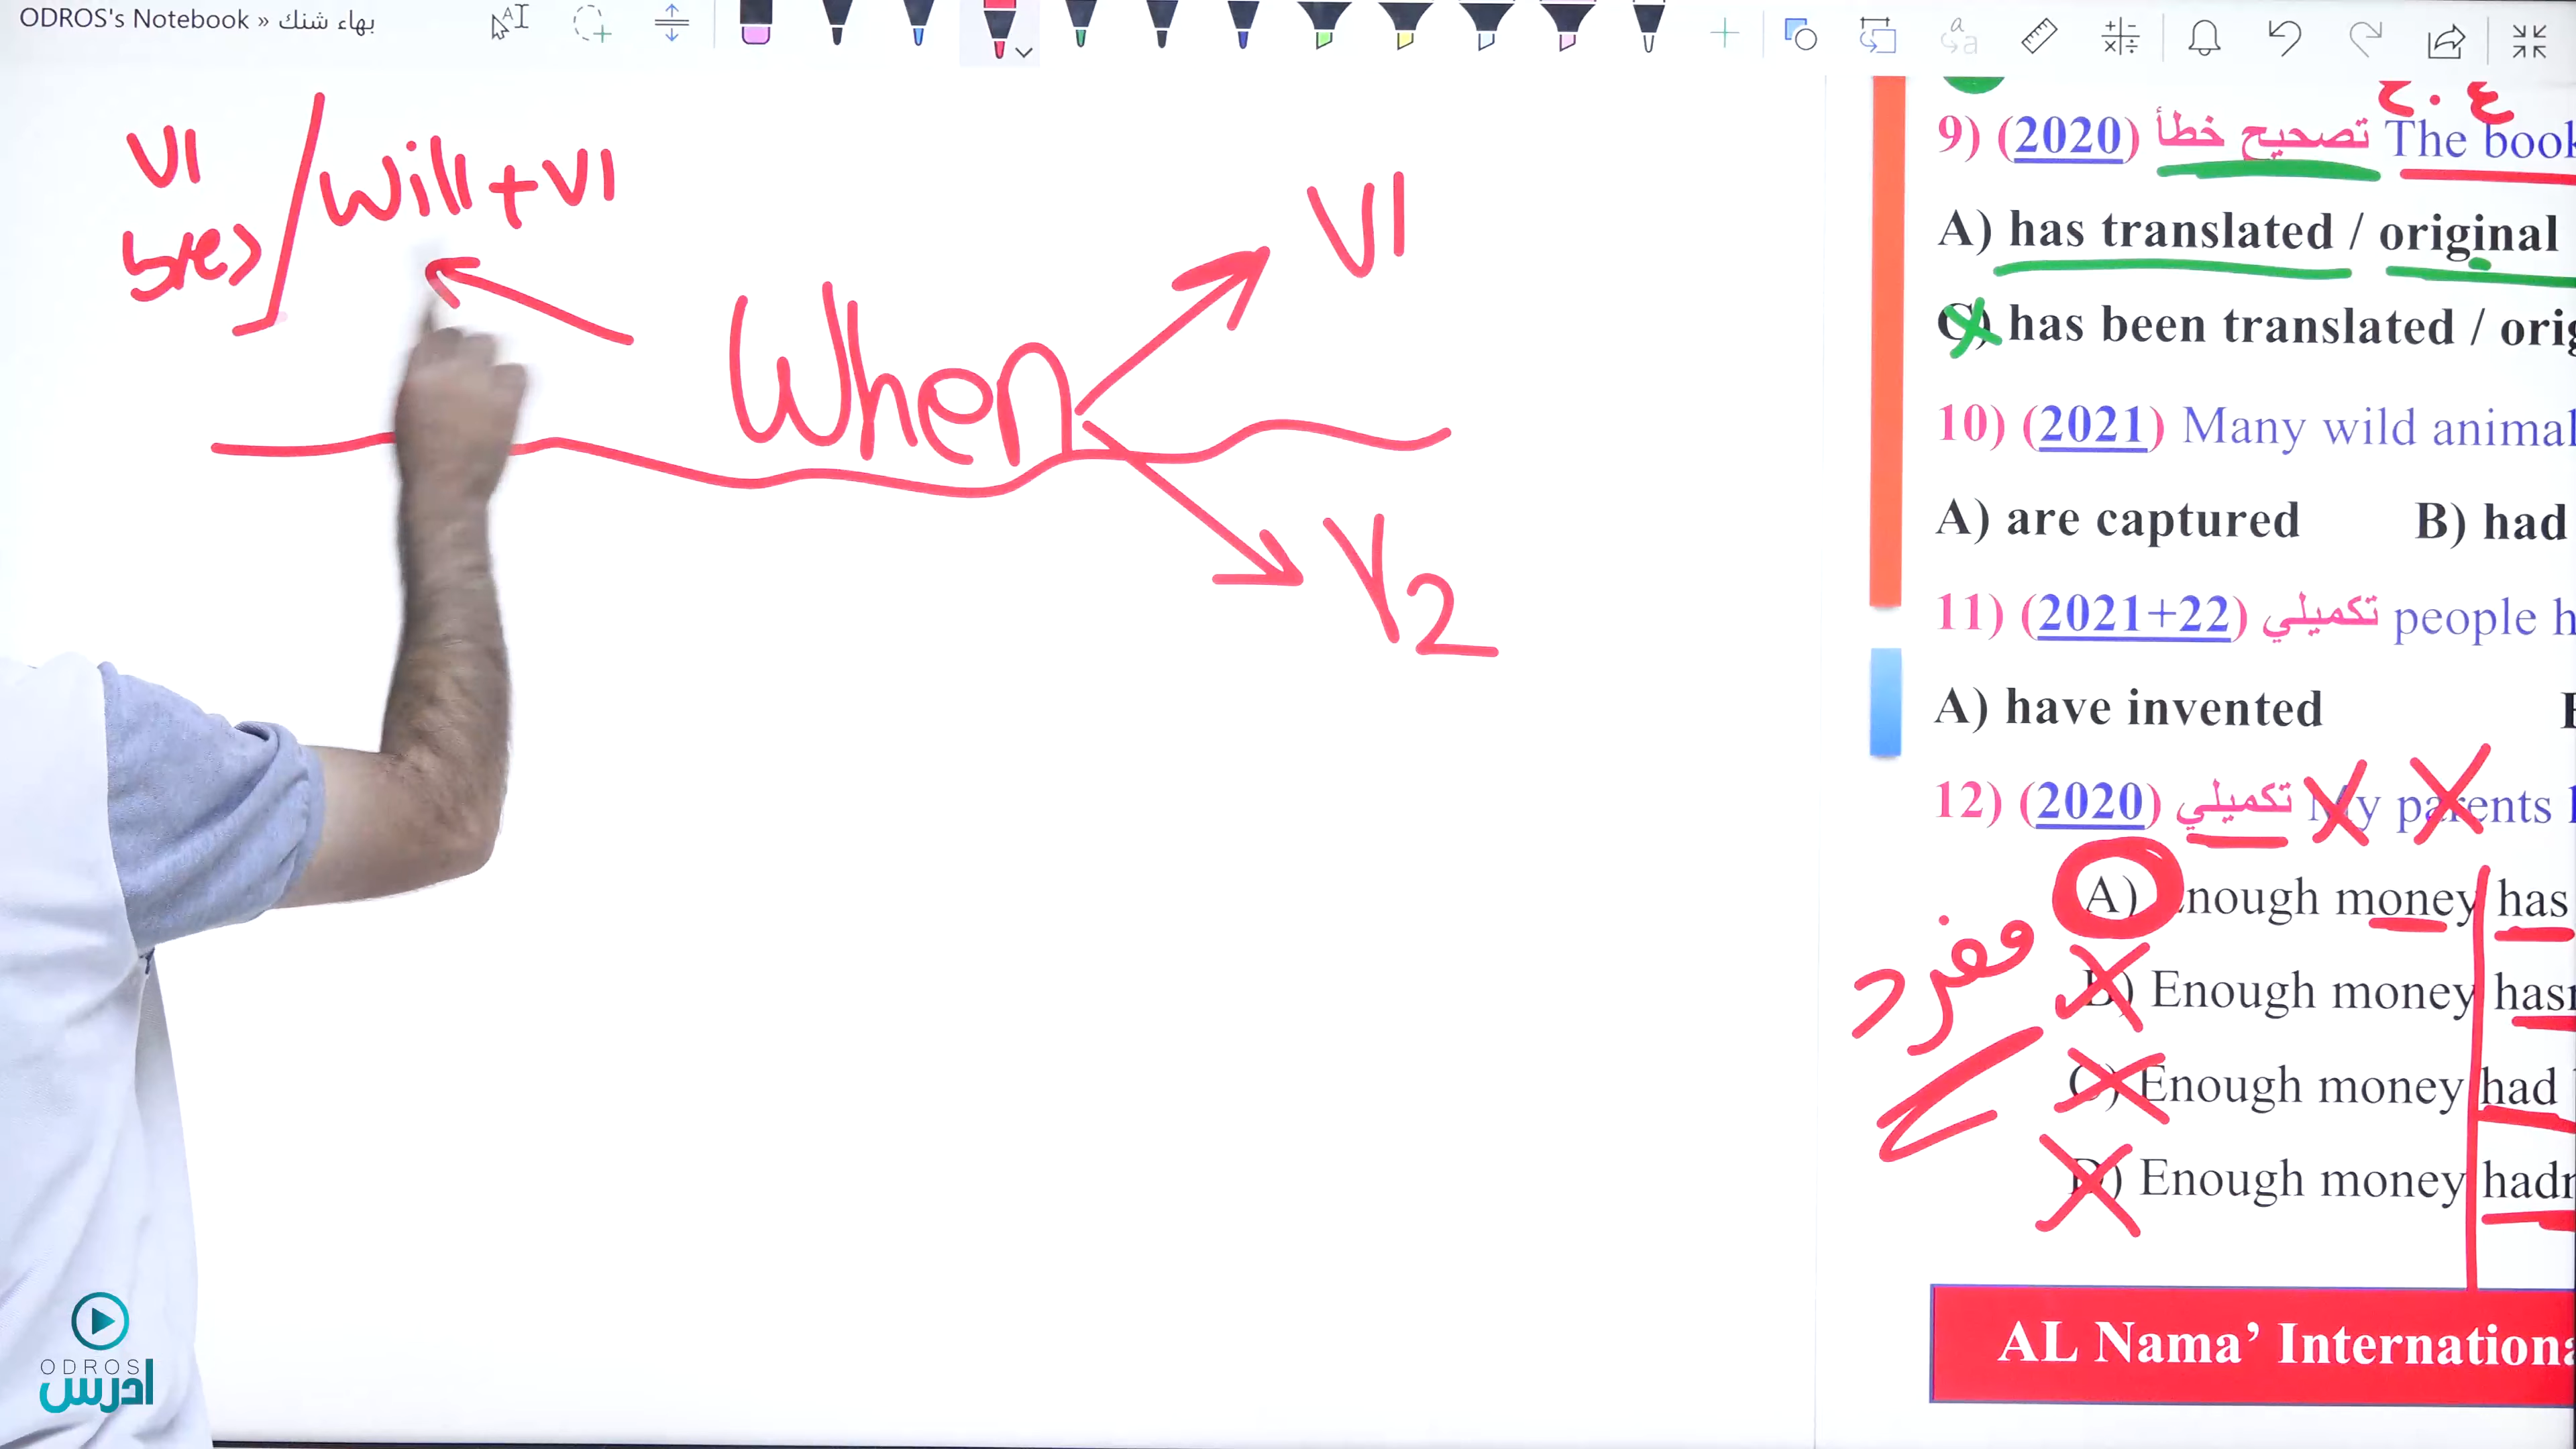 ODROS's Notebook » بهاء شنك
V1 / Will + V1
When
V1
V2
ع.ح
9) (2020) تصحيح خطأ The book
A) has translated / original
C) has been translated / orig
10) (2021) Many wild animal
A) are captured B) had
11) (2021+22) تكميلي people h
A) have invented
12) (2020) تكميلي My parents
A) Enough money has
B) Enough money hasn
C) Enough money had
D) Enough money hadn
مفرد
AL Nama’ Internationa
ODROS
ادرس